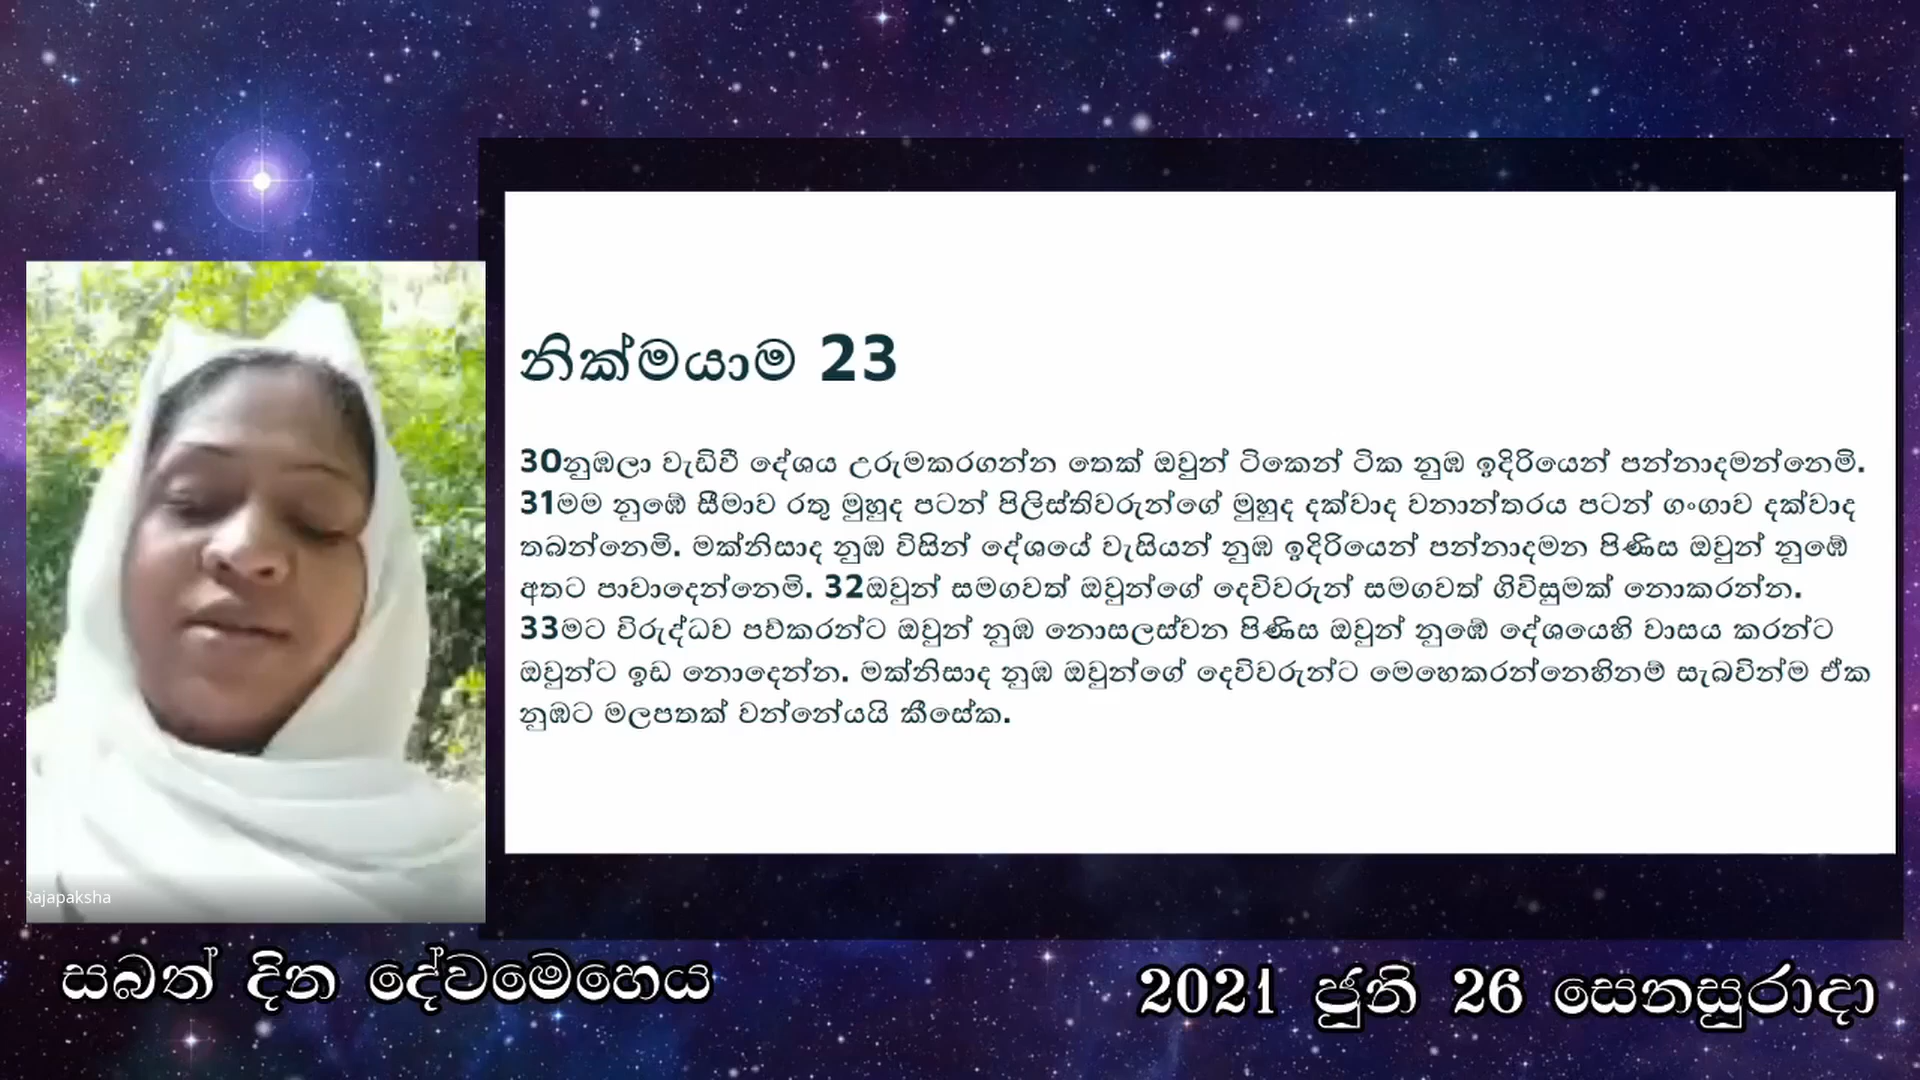 නික්මයාම 23
30නුඹලා වැඩිවී දේශය උරුමකරගන්න තෙක් ඔවුන් ටිකෙන් ටික නුඹ ඉදිරියෙන් පන්නාදමන්නෙමි.
31මම නුඹේ සීමාව රතු මුහුද පටන් පිලිස්තිවරුන්ගේ මුහුද දක්වාද වනාන්තරය පටන් ගංගාව දක්වාද
තබන්නෙමි. මක්නිසාද නුඹ විසින් දේශයේ වැසියන් නුඹ ඉදිරියෙන් පන්නාදමන පිණිස ඔවුන් නුඹේ
අතට පාවාදෙන්නෙමි. 32ඔවුන් සමගවත් ඔවුන්ගේ දෙවිවරුන් සමගවත් ගිවිසුමක් නොකරන්න.
33මට විරුද්ධව පව්කරන්ට ඔවුන් නුඹ නොසලස්වන පිණිස ඔවුන් නුඹේ දේශයෙහි වාසය කරන්ට
ඔවුන්ට ඉඩ නොදෙන්න. මක්නිසාද නුඹ ඔවුන්ගේ දෙවිවරුන්ට මෙහෙකරන්නෙහිනම් සැබවින්ම ඒක
නුඹට මලපතක් වන්නේයයි කීසේක.
Rajapaksha
සබත් දින දේවමෙහෙය
2021 ජුනි 26 සෙනසුරාදා